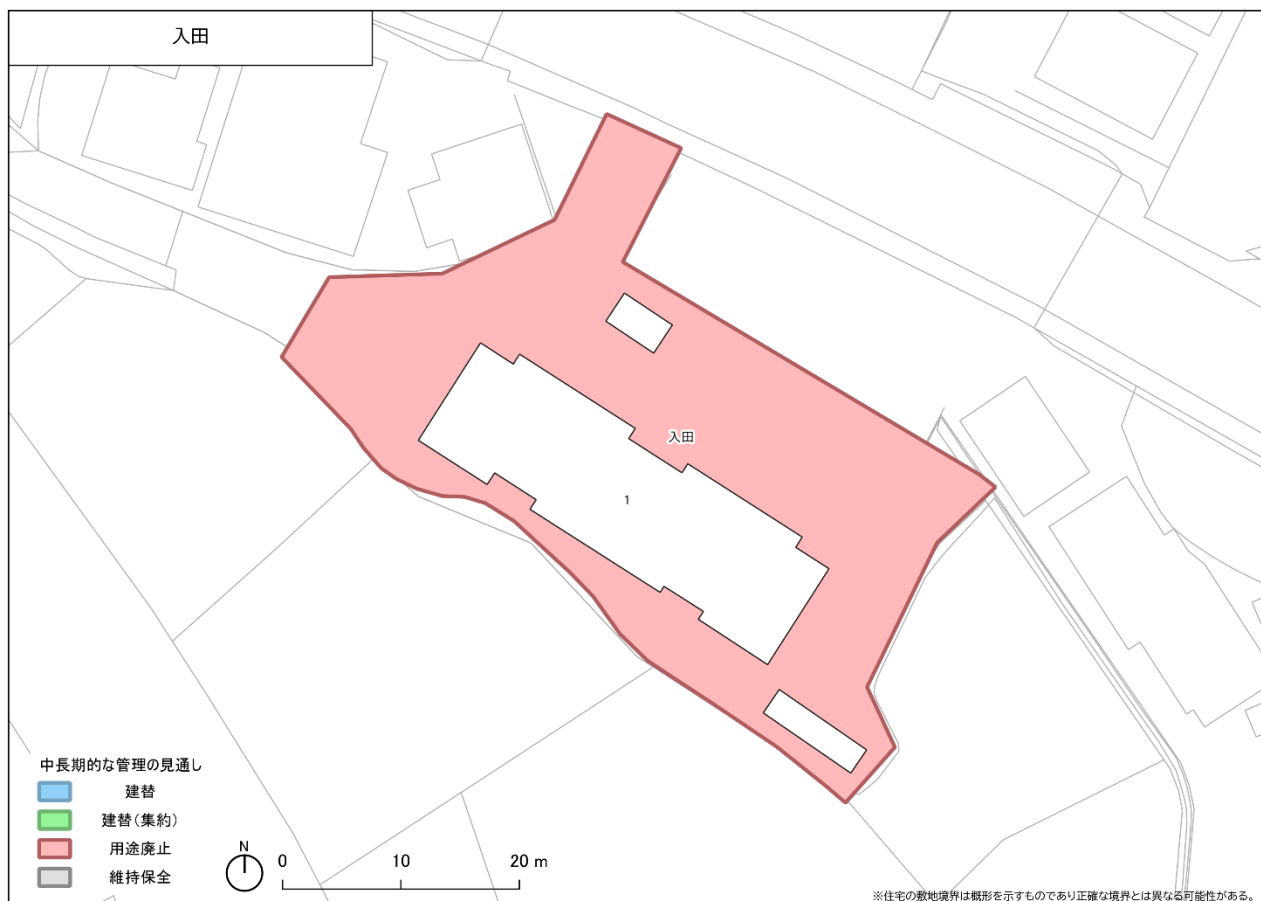 入田
入田
1
中長期的な管理の見通し
建替
建替(集約)
用途廃止
維持保全
N
0 10 20 m
※住宅の敷地境界は概形を示すものであり正確な境界とは異なる可能性がある。